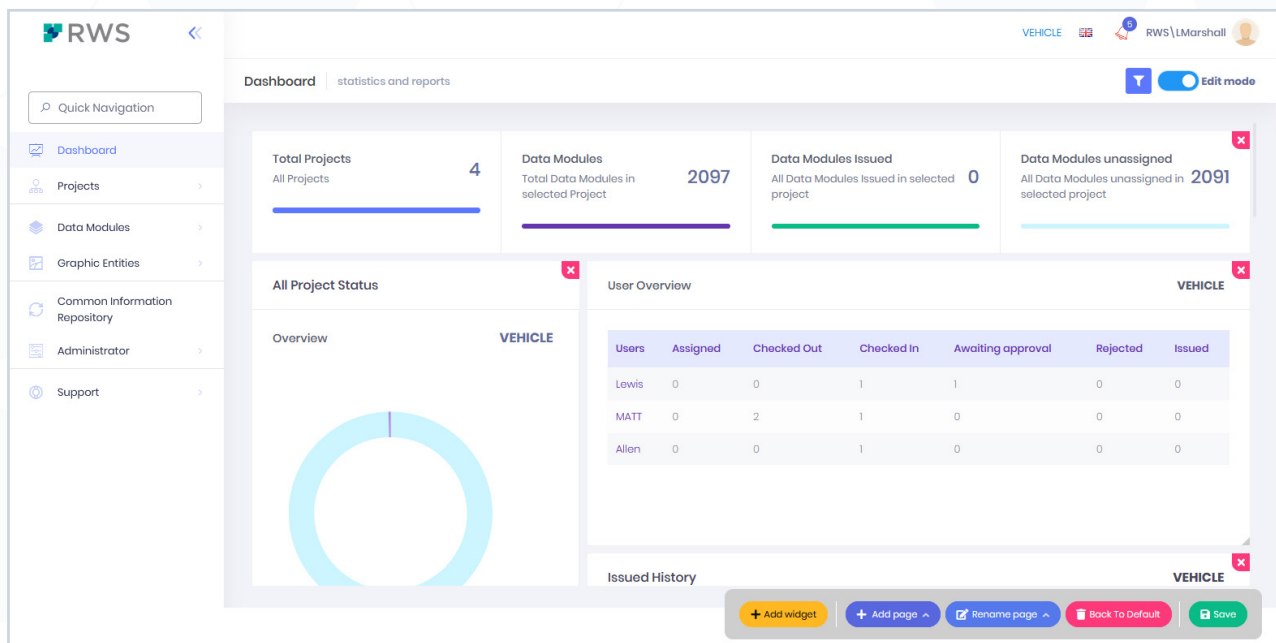 RWS
VEHICLE
6
RWS\LMarshall
Dashboard
statistics and reports
Edit mode
Quick Navigation
Dashboard
Projects
Data Modules
Graphic Entities
Common Information
Repository
Administrator
Support
Total Projects
All Projects
4
Data Modules
Total Data Modules in
selected Project
2097
Data Modules Issued
All Data Modules Issued in selected
project
0
Data Modules unassigned
All Data Modules unassigned in
selected project
2091
All Project Status
Overview
VEHICLE
User Overview
VEHICLE
Users Assigned Checked Out Checked In Awaiting approval Rejected Issued
Lewis 0 0 1 1 0 0
MATT 0 2 1 0 0 0
Allen 0 0 1 0 0 0
Issued History
VEHICLE
Add widget
Add page
Rename page
Back To Default
Save